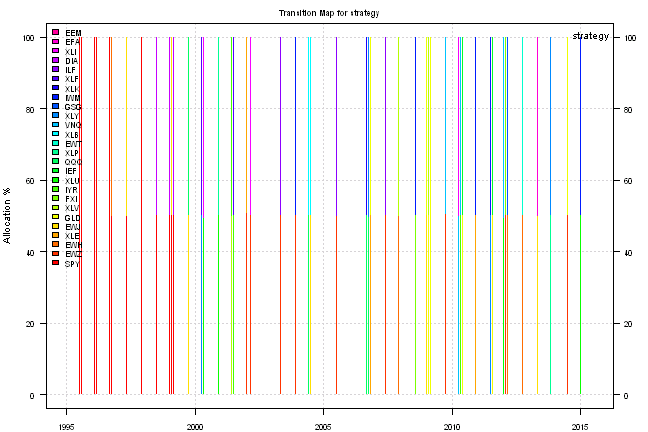 Transition Map for strategy
strategy
EEM
EFA
XLI
DIA
ILF
XLF
XLK
IWM
GSG
XLY
VNQ
XLB
EWT
XLP
QQQ
IEF
XLU
IYR
FXI
XLV
GLD
EWJ
XLE
EWH
EWZ
SPY
Allocation %
100
80
60
40
20
0
100
80
60
40
20
0
1995 2000 2005 2010 2015